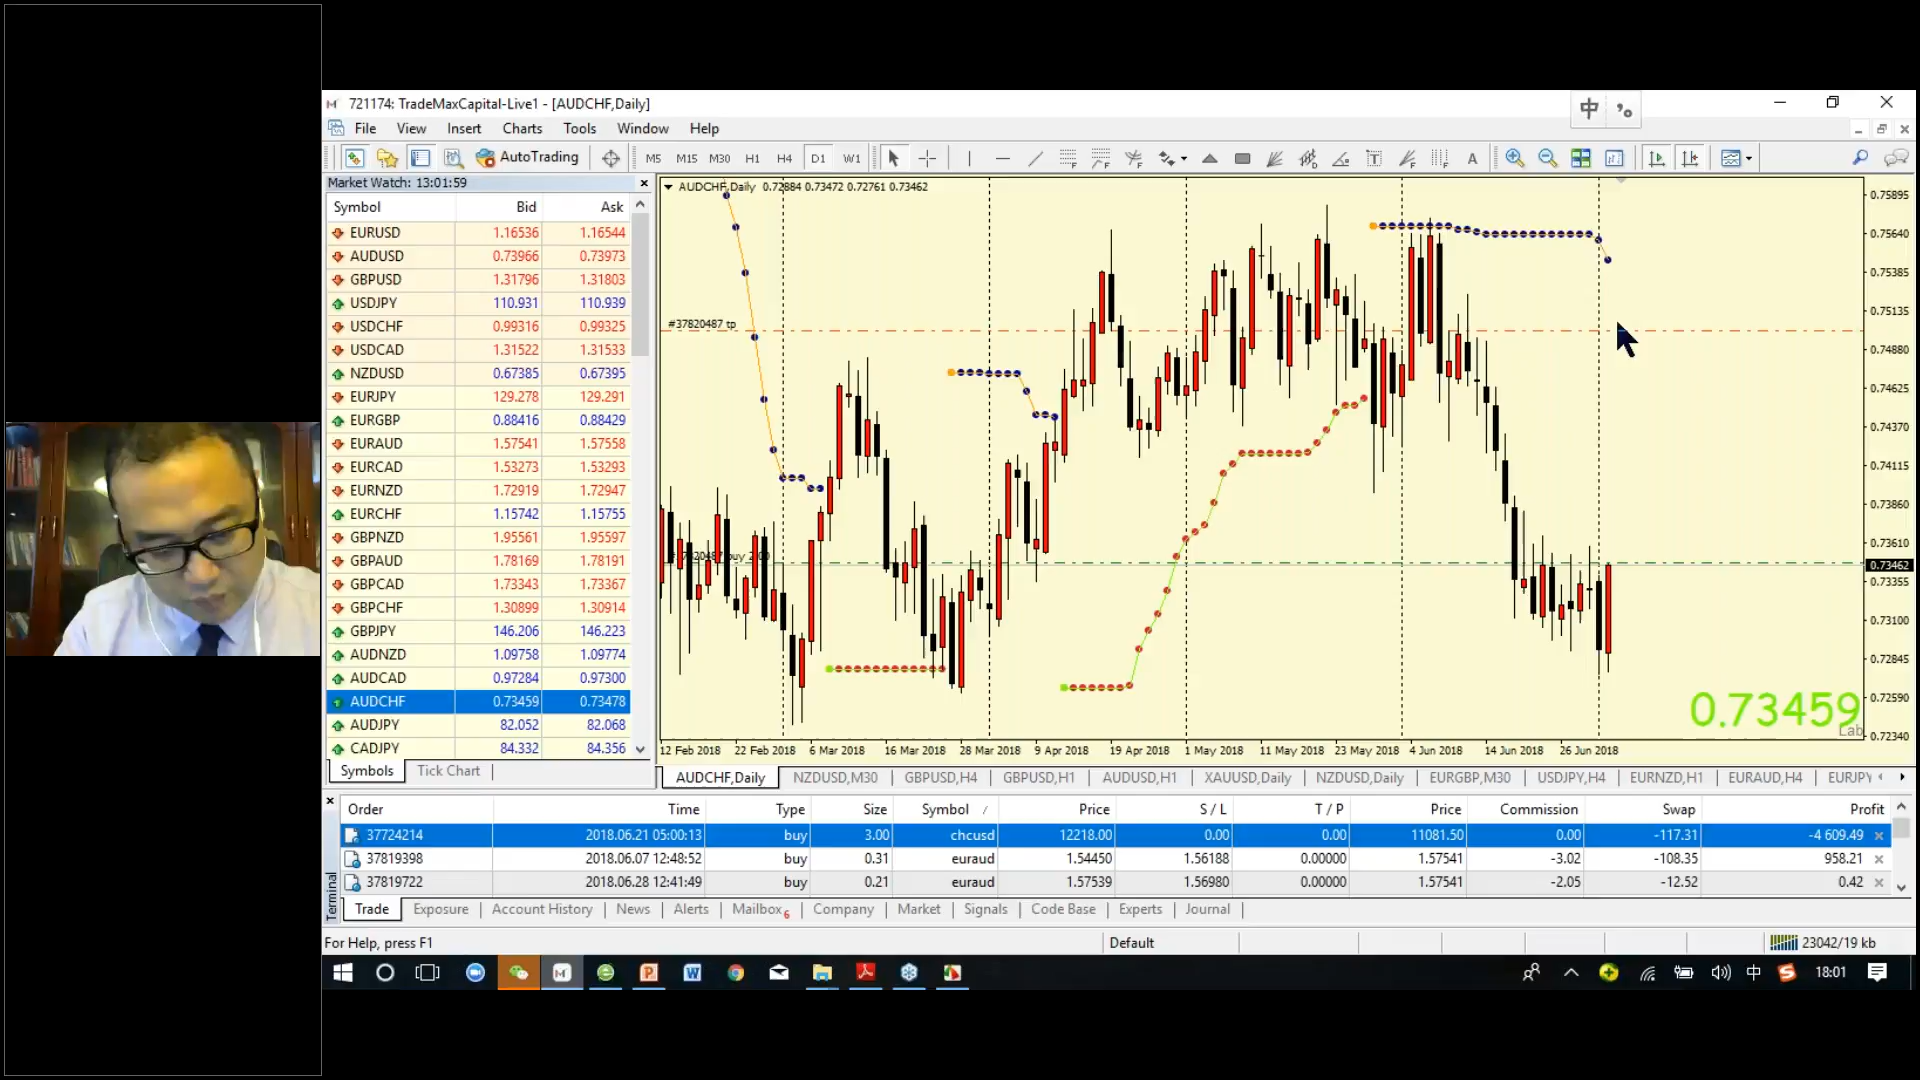 721174: TradeMaxCapital-Live1 - [AUDCHF,Daily]
中
File View Insert Charts Tools Window Help
AutoTrading M5 M15 M30 H1 H4 D1 W1 A
Market Watch: 13:01:59
Symbol Bid Ask
EURUSD 1.16536 1.16544
AUDUSD 0.73966 0.73973
GBPUSD 1.31796 1.31803
USDJPY 110.931 110.939
USDCHF 0.99316 0.99325
USDCAD 1.31522 1.31533
NZDUSD 0.67385 0.67395
EURJPY 129.278 129.291
EURGBP 0.88416 0.88429
EURAUD 1.57541 1.57558
EURCAD 1.53273 1.53293
EURNZD 1.72919 1.72947
EURCHF 1.15742 1.15755
GBPNZD 1.95561 1.95597
GBPAUD 1.78169 1.78191
GBPCAD 1.73343 1.73367
GBPCHF 1.30899 1.30914
GBPJPY 146.206 146.223
AUDNZD 1.09758 1.09774
AUDCAD 0.97284 0.97300
AUDCHF 0.73459 0.73478
AUDJPY 82.052 82.068
CADJPY 84.332 84.356
Symbols Tick Chart
AUDCHF,Daily 0.72884 0.73472 0.72761 0.73462
#37820487 tp
0.75895
0.75640
0.75385
0.75135
0.74880
0.74625
0.74370
0.74115
0.73860
0.73610
0.73462
0.73355
0.73100
0.72845
0.72590
0.72340
0.73459
Lab
12 Feb 2018 22 Feb 2018 6 Mar 2018 16 Mar 2018 28 Mar 2018 9 Apr 2018 19 Apr 2018 1 May 2018 11 May 2018 23 May 2018 4 Jun 2018 14 Jun 2018 26 Jun 2018
AUDCHF,Daily NZDUSD,M30 GBPUSD,H4 GBPUSD,H1 AUDUSD,H1 XAUUSD,Daily NZDUSD,Daily EURGBP,M30 USDJPY,H4 EURNZD,H1 EURAUD,H4 EURJPY
Order Time Type Size Symbol / Price S / L T / P Price Commission Swap Profit
37724214 2018.06.21 05:00:13 buy 3.00 chcusd 12218.00 0.00 0.00 11081.50 0.00 -117.31 -4 609.49
37819398 2018.06.07 12:48:52 buy 0.31 euraud 1.54450 1.56188 0.00000 1.57541 -3.02 -108.35 958.21
37819722 2018.06.28 12:41:49 buy 0.21 euraud 1.57539 1.56980 0.00000 1.57541 -2.05 -12.52 0.42
Terminal
Trade Exposure Account History News Alerts Mailbox 6 Company Market Signals Code Base Experts Journal
For Help, press F1 Default 23042/19 kb
中 18:01